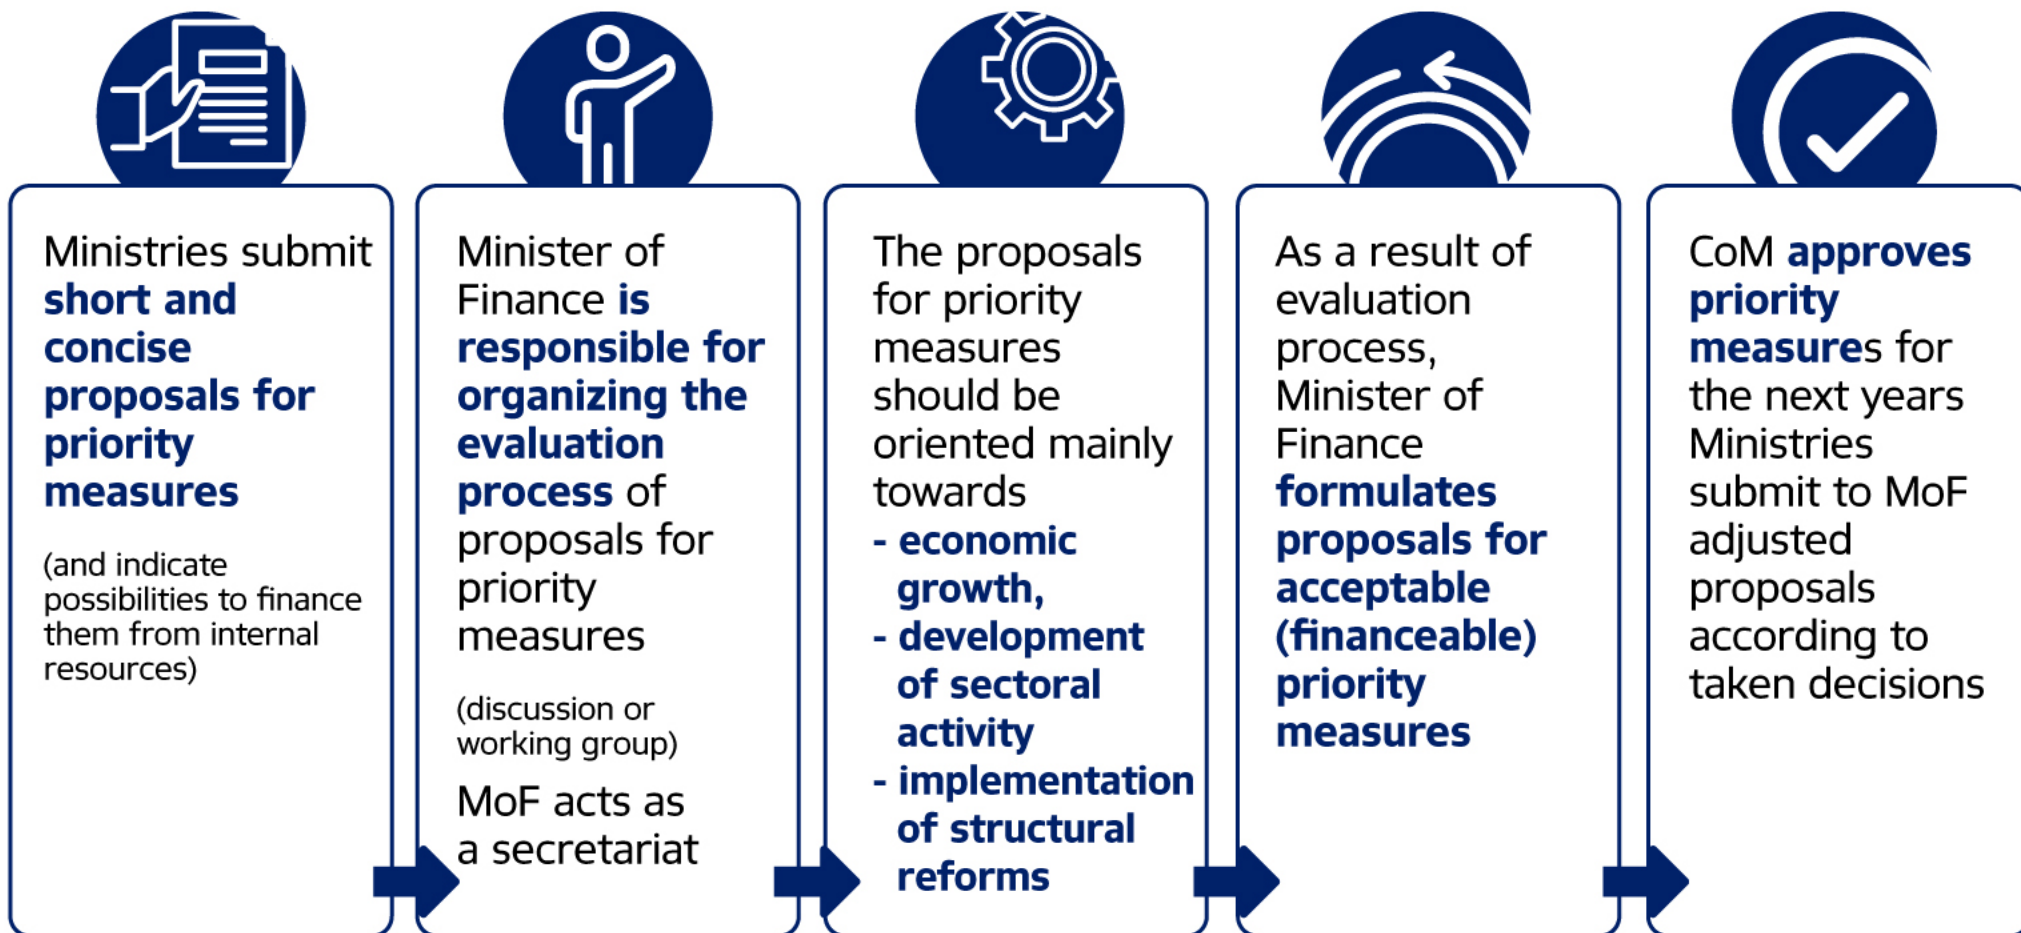 Ministries submit
short and
concise
proposals for
priority
measures
(and indicate
possibilities to finance
them from internal
resources)
Minister of
Finance is
responsible for
organizing the
evaluation
process of
proposals for
priority
measures
(discussion or
working group)
MoF acts as
a secretariat
The proposals
for priority
measures
should be
oriented mainly
towards
- economic
growth,
- development
of sectoral
activity
- implementation
of structural
reforms
As a result of
evaluation
process,
Minister of
Finance
formulates
proposals for
acceptable
(financeable)
priority
measures
CoM approves
priority
measures for
the next years
Ministries
submit to MoF
adjusted
proposals
according to
taken decisions